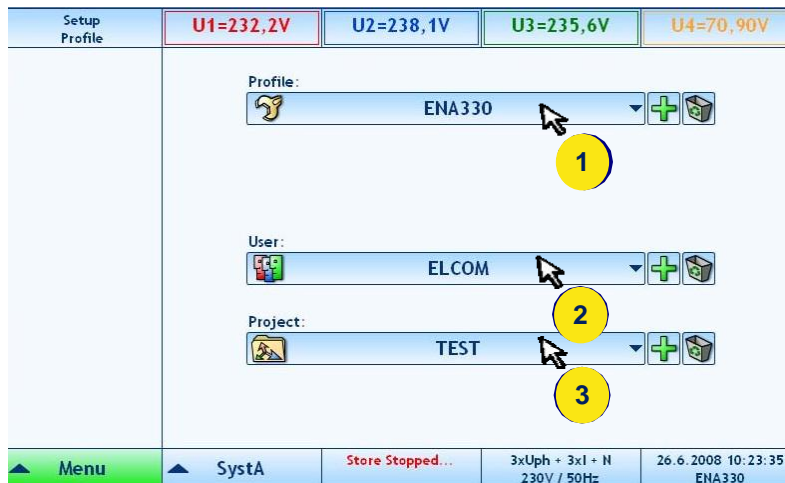 Setup
Profile
U1=232,2V
U2=238,1V
U3=235,6V
U4=70,90V
Profile:
ENA330
1
User:
ELCOM
2
Project:
TEST
3
Menu
SystA
Store Stopped...
3xUph + 3xI + N
230V / 50Hz
26.6.2008 10:23:35
ENA330